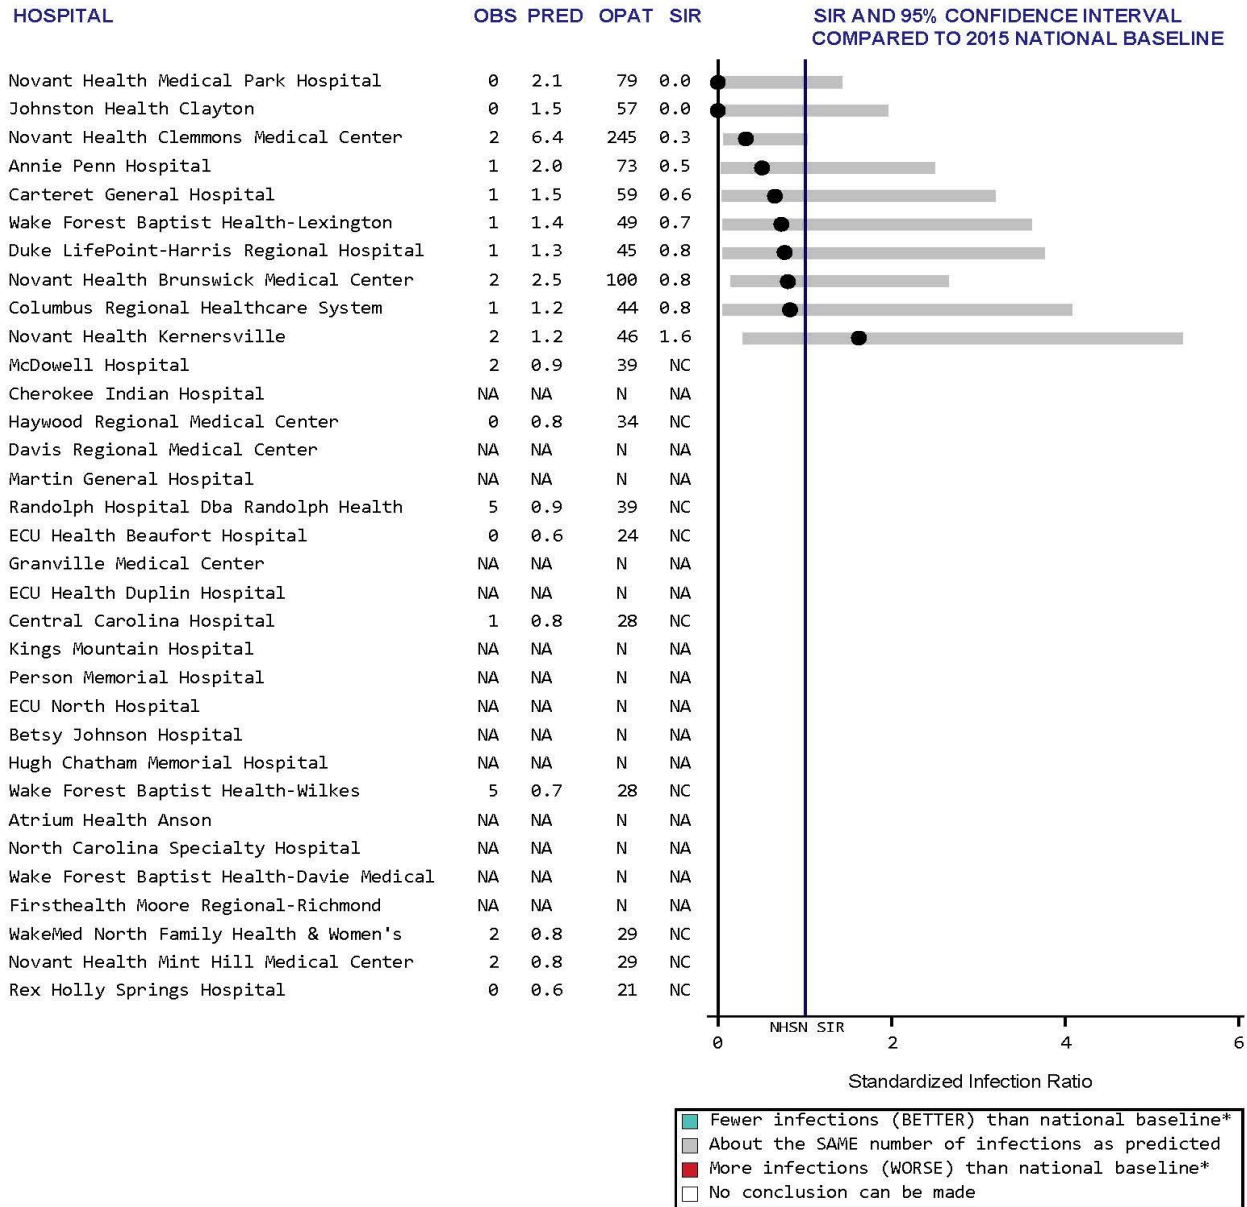 HOSPITAL OBS PRED OPAT SIR SIR AND 95% CONFIDENCE INTERVAL
COMPARED TO 2015 NATIONAL BASELINE
Novant Health Medical Park Hospital 0 2.1 79 0.0
Johnston Health Clayton 0 1.5 57 0.0
Novant Health Clemmons Medical Center 2 6.4 245 0.3
Annie Penn Hospital 1 2.0 73 0.5
Carteret General Hospital 1 1.5 59 0.6
Wake Forest Baptist Health-Lexington 1 1.4 49 0.7
Duke LifePoint-Harris Regional Hospital 1 1.3 45 0.8
Novant Health Brunswick Medical Center 2 2.5 100 0.8
Columbus Regional Healthcare System 1 1.2 44 0.8
Novant Health Kernersville 2 1.2 46 1.6
McDowell Hospital 2 0.9 39 NC
Cherokee Indian Hospital NA NA N NA
Haywood Regional Medical Center 0 0.8 34 NC
Davis Regional Medical Center NA NA N NA
Martin General Hospital NA NA N NA
Randolph Hospital Dba Randolph Health 5 0.9 39 NC
ECU Health Beaufort Hospital 0 0.6 24 NC
Granville Medical Center NA NA N NA
ECU Health Duplin Hospital NA NA N NA
Central Carolina Hospital 1 0.8 28 NC
Kings Mountain Hospital NA NA N NA
Person Memorial Hospital NA NA N NA
ECU North Hospital NA NA N NA
Betsy Johnson Hospital NA NA N NA
Hugh Chatham Memorial Hospital NA NA N NA
Wake Forest Baptist Health-Wilkes 5 0.7 28 NC
Atrium Health Anson NA NA N NA
North Carolina Specialty Hospital NA NA N NA
Wake Forest Baptist Health-Davie Medical NA NA N NA
Firsthealth Moore Regional-Richmond NA NA N NA
WakeMed North Family Health & Women's 2 0.8 29 NC
Novant Health Mint Hill Medical Center 2 0.8 29 NC
Rex Holly Springs Hospital 0 0.6 21 NC
NHSN SIR
0 2 4 6
Standardized Infection Ratio
Fewer infections (BETTER) than national baseline*
About the SAME number of infections as predicted
More infections (WORSE) than national baseline*
No conclusion can be made